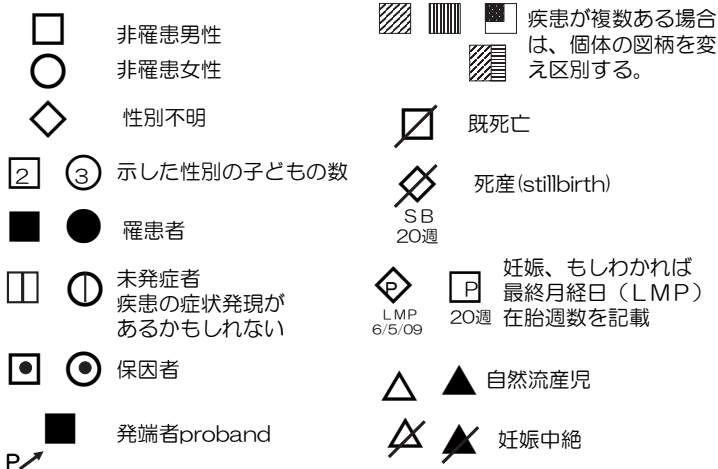 非罹患男性
非罹患女性
性別不明
2 3 示した性別の子どもの数
罹患者
未発症者
疾患の症状発現が
あるかもしれない
保因者
発端者proband
P
疾患が複数ある場合
は、個体の図柄を変
え区別する。
既死亡
死産(stillbirth)
SB
20週
P P
LMP
6/5/09
20週
妊娠、もしわかれば
最終月経日（LMP）
在胎週数を記載
自然流産児
妊娠中絶